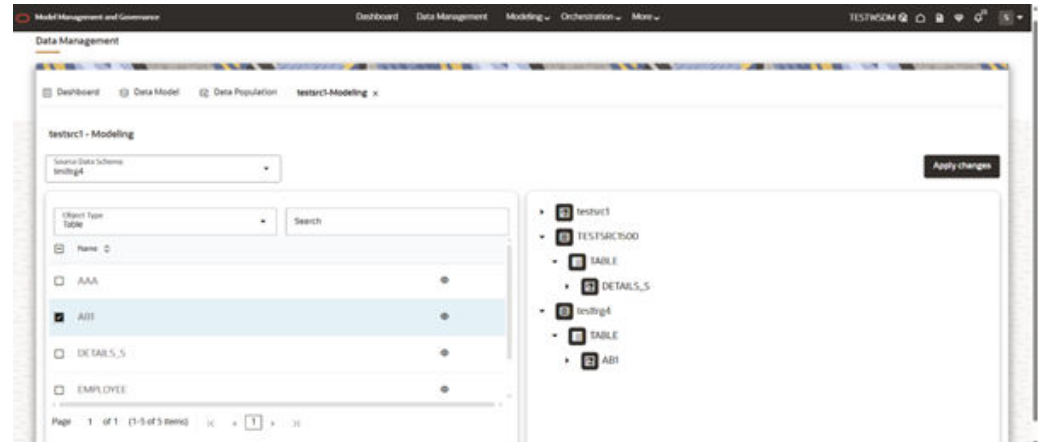 Model Management and Governance Dashboard Data Management Modeling Orchestration More TESTWSDM S
Data Management
Dashboard Data Model Data Population testsrc1-Modeling ×
testsrc1 - Modeling
Source Data Schema
testtrg4
Apply changes
Object Type
Table
Search
Name
AAA
AB1
DETAILS_S
EMPLOYEE
Page 1 of 1 (1-5 of 5 items) 1
testsrc1
TESTSRC1500
TABLE
DETAILS_S
testtrg4
TABLE
AB1